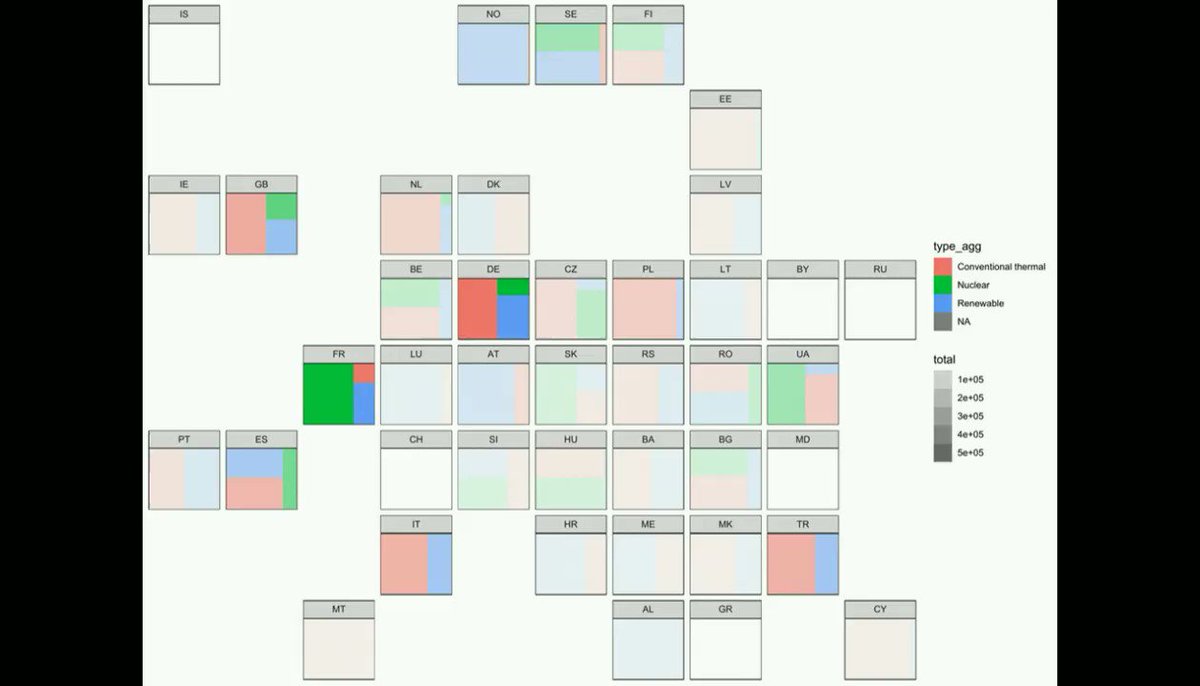 IS
NO
SE
FI
EE
IE
GB
NL
DK
LV
BE
DE
CZ
PL
LT
BY
RU
FR
LU
AT
SK
RS
RO
UA
PT
ES
CH
SI
HU
BA
BG
MD
IT
HR
ME
MK
TR
MT
AL
GR
CY
type_agg
Conventional thermal
Nuclear
Renewable
NA
total
1e+05
2e+05
3e+05
4e+05
5e+05